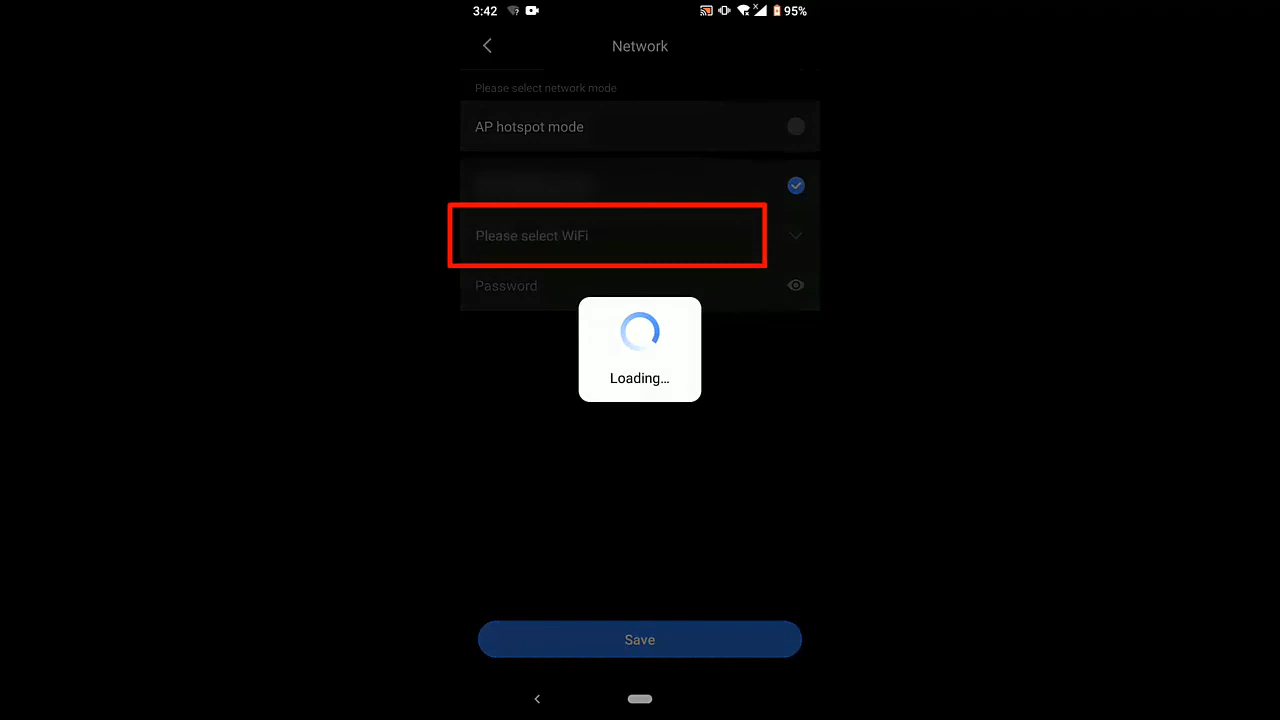 3:42
95%
Network
Please select network mode
AP hotspot mode
Please select WiFi
Password
Loading...
Save